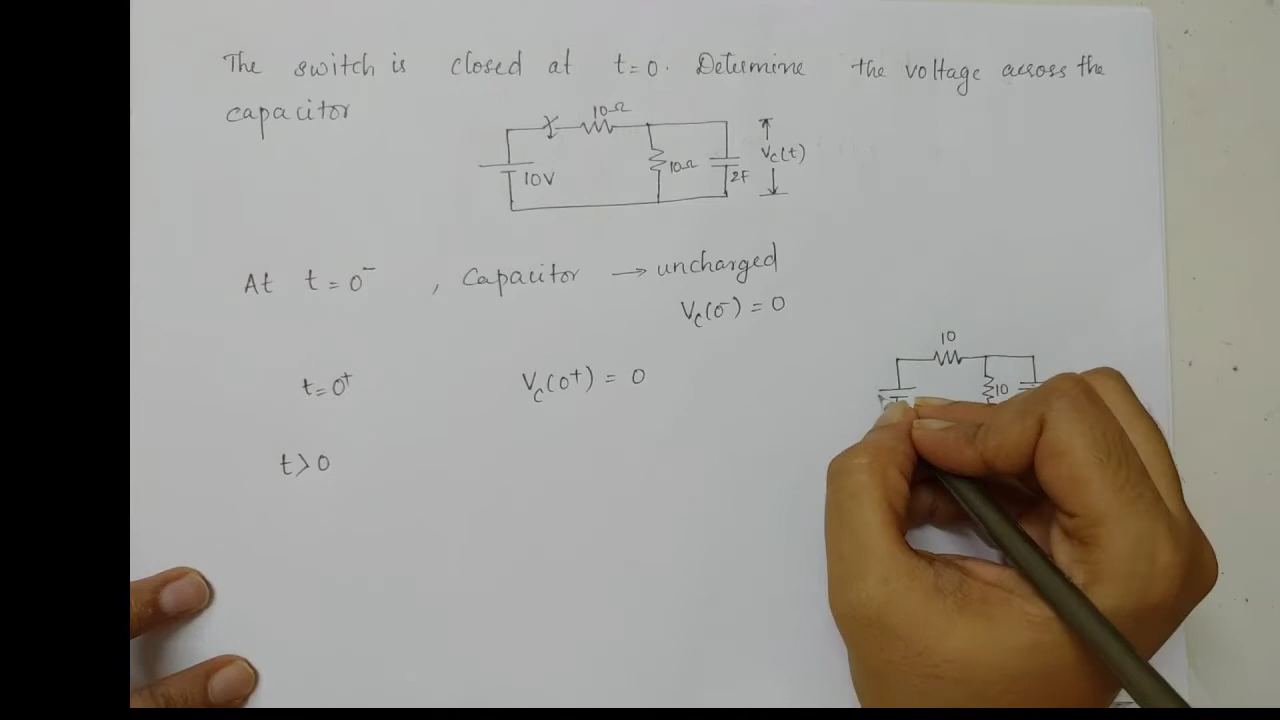 The switch is closed at t=0. Determine the voltage across the
capacitor
10Ω
10V
10Ω
2F
Vc(t)
At t=0⁻, Capacitor → uncharged
Vc(0⁻) = 0
t=0⁺ Vc(0⁺) = 0
10
10
t>0